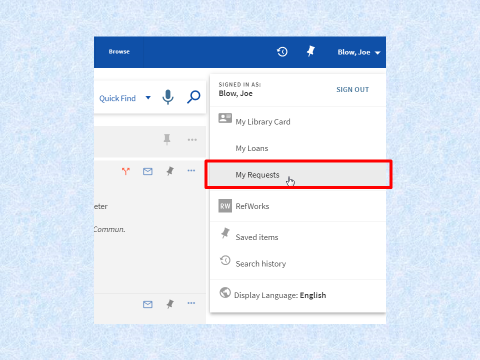 Browse
Blow, Joe
Quick Find
SIGNED IN AS:
Blow, Joe
SIGN OUT
My Library Card
My Loans
My Requests
RW
RefWorks
eter
Commun.
Saved items
Search history
Display Language: English